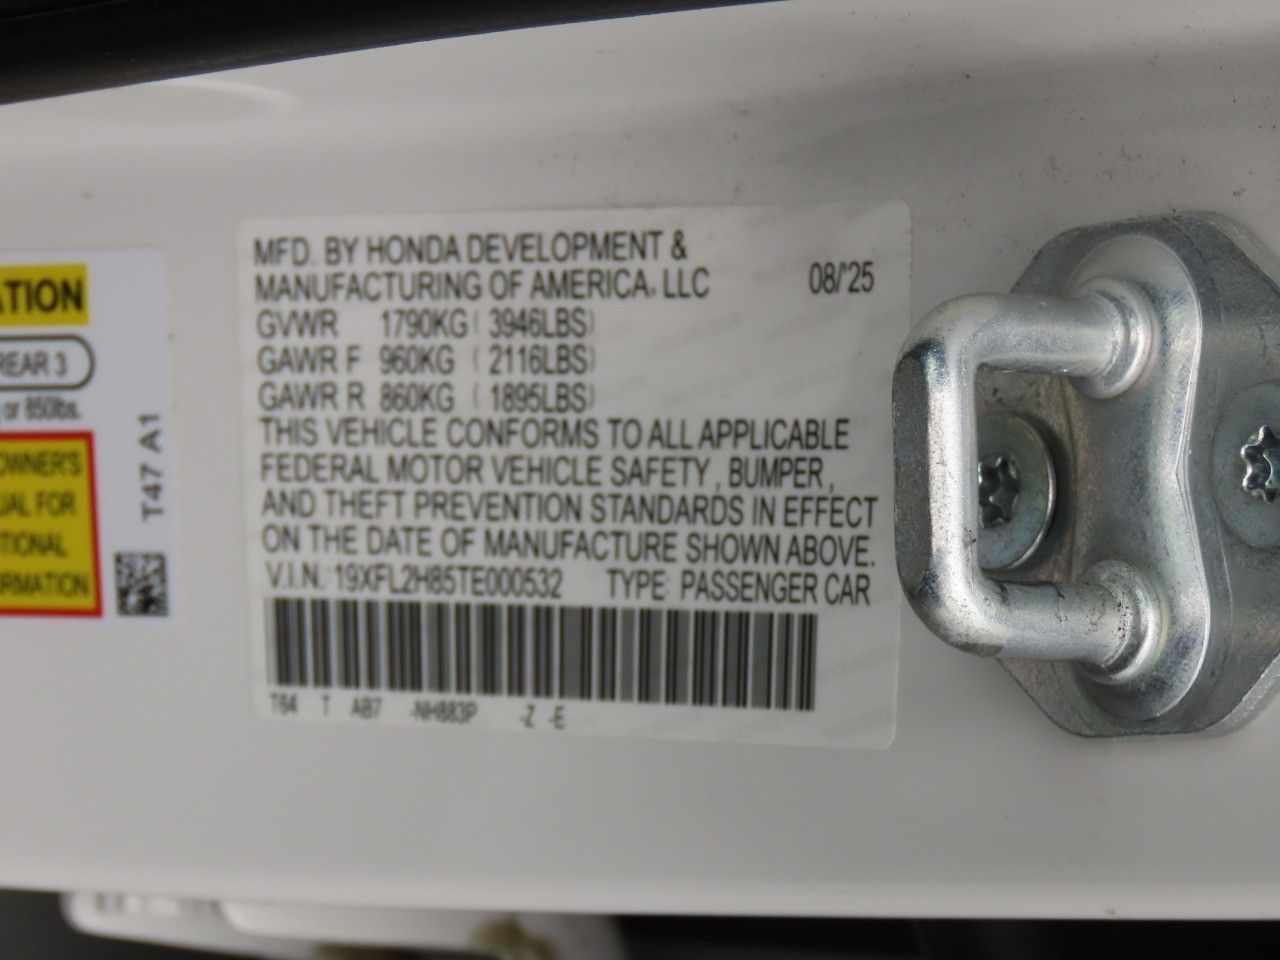 ATION
REAR 3
or 850lbs.
OWNER'S
UAL FOR
TIONAL
ORMATION
T47 A1
MFD. BY HONDA DEVELOPMENT &
MANUFACTURING OF AMERICA, LLC 08/'25
GVWR 1790KG ( 3946LBS)
GAWR F 960KG ( 2116LBS)
GAWR R 860KG ( 1895LBS)
THIS VEHICLE CONFORMS TO ALL APPLICABLE
FEDERAL MOTOR VEHICLE SAFETY, BUMPER,
AND THEFT PREVENTION STANDARDS IN EFFECT
ON THE DATE OF MANUFACTURE SHOWN ABOVE.
V.I.N. 19XFL2H85TE000532 TYPE: PASSENGER CAR
T64 T AB7 -NH883P -Z -E